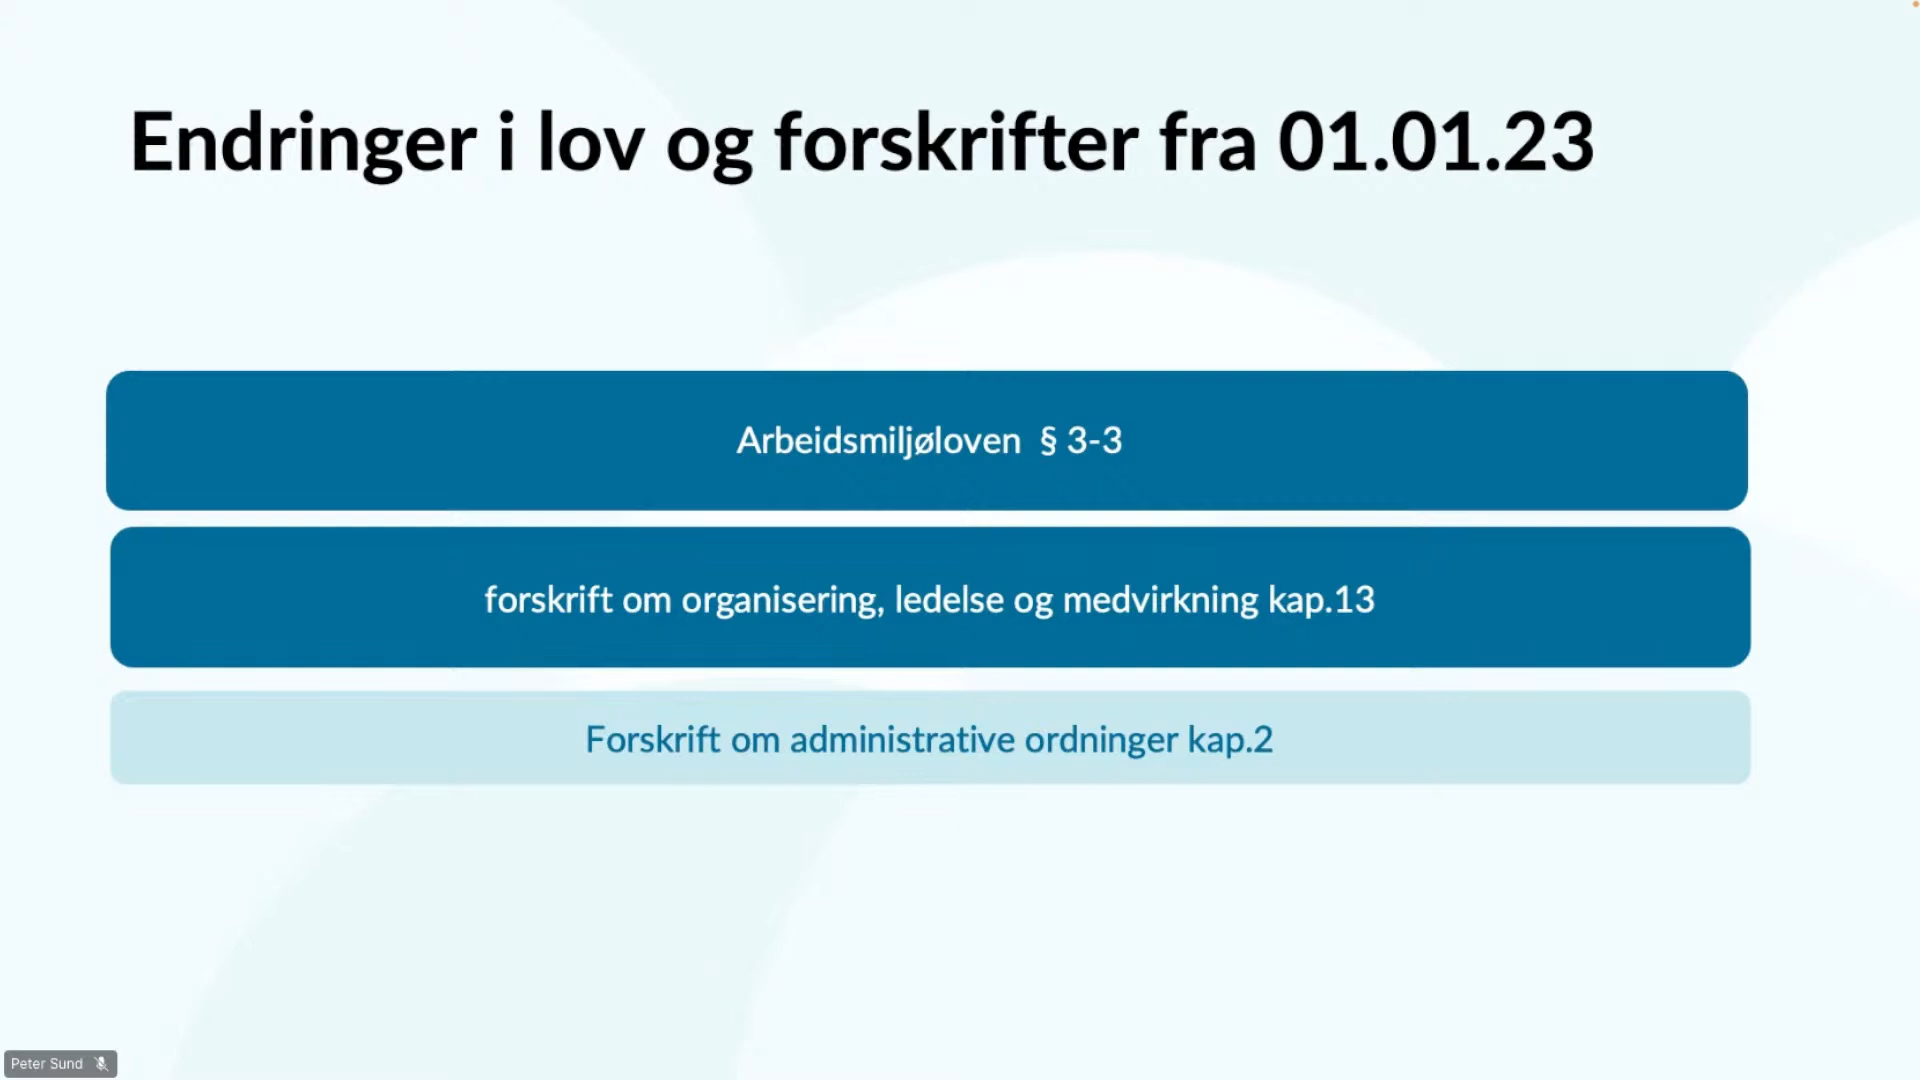 Endringer i lov og forskrifter fra 01.01.23
Arbeidsmiljøloven  § 3-3
forskrift om organisering, ledelse og medvirkning kap.13
Forskrift om administrative ordninger kap.2
Peter Sund